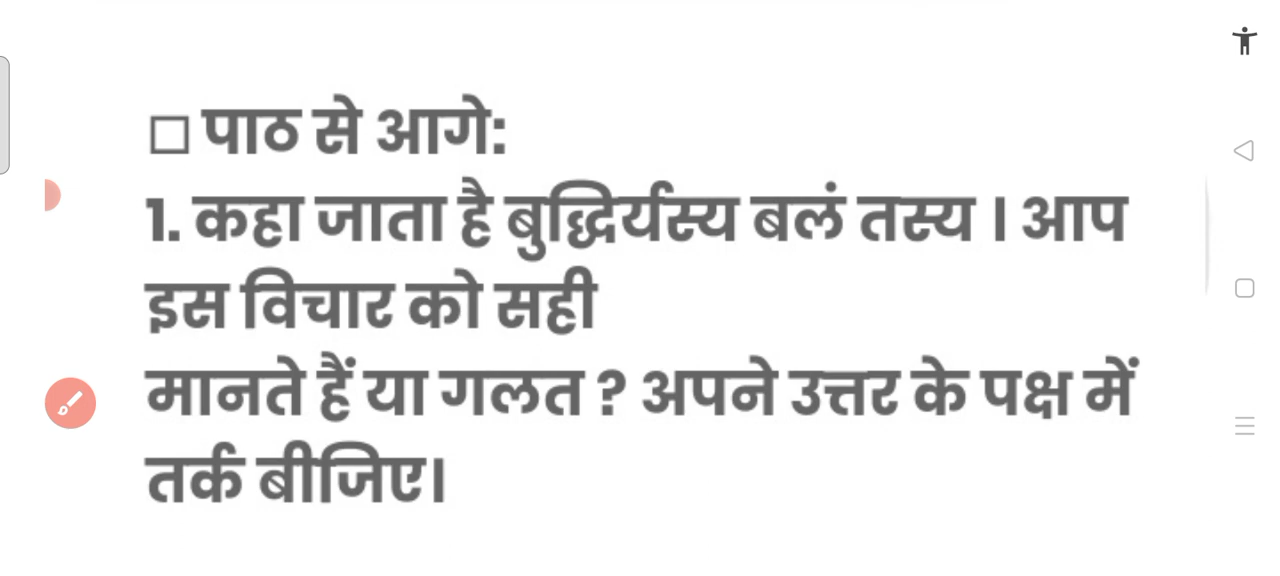 □ पाठ से आगे:
1. कहा जाता है बुद्धिर्यस्य बलं तस्य । आप
इस विचार को सही
मानते हैं या गलत ? अपने उत्तर के पक्ष में
तर्क बीजिए।